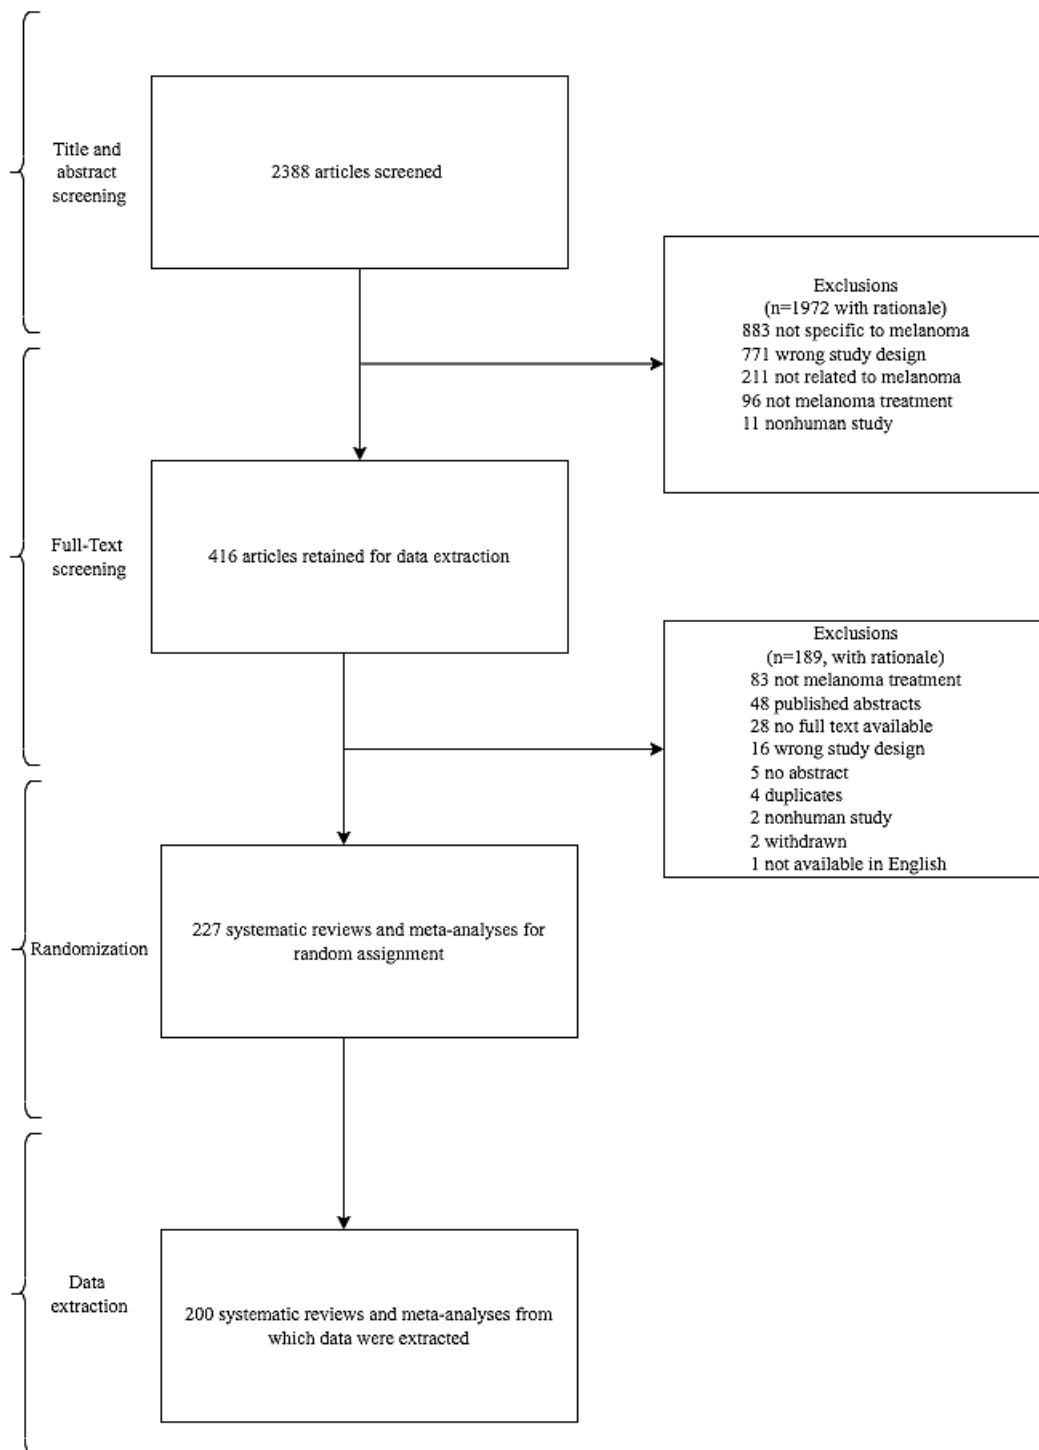 Title and
abstract
screening
2388 articles screened
Exclusions
(n=1972 with rationale)
883 not specific to melanoma
771 wrong study design
211 not related to melanoma
96 not melanoma treatment
11 nonhuman study
Full-Text
screening
416 articles retained for data extraction
Exclusions
(n=189, with rationale)
83 not melanoma treatment
48 published abstracts
28 no full text available
16 wrong study design
5 no abstract
4 duplicates
2 nonhuman study
2 withdrawn
1 not available in English
Randomization
227 systematic reviews and meta-analyses for
random assignment
Data
extraction
200 systematic reviews and meta-analyses from
which data were extracted